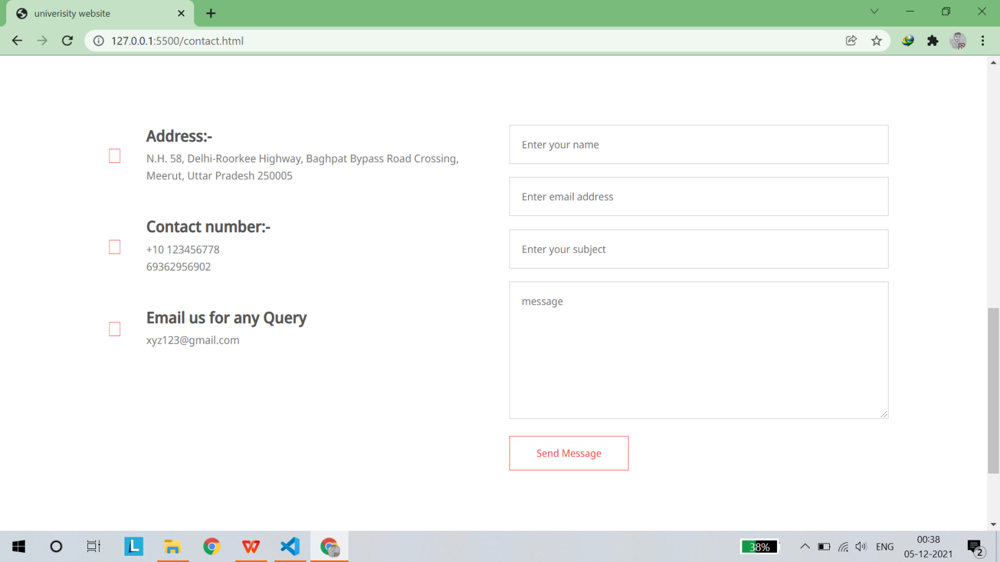 univerisity website
127.0.0.1:5500/contact.html
Address:-
N.H. 58, Delhi-Roorkee Highway, Baghpat Bypass Road Crossing,
Meerut, Uttar Pradesh 250005
Contact number:-
+10 123456778
69362956902
Email us for any Query
xyz123@gmail.com
Enter your name
Enter email address
Enter your subject
message
Send Message
L
W
38%
ENG
00:38
05-12-2021
2